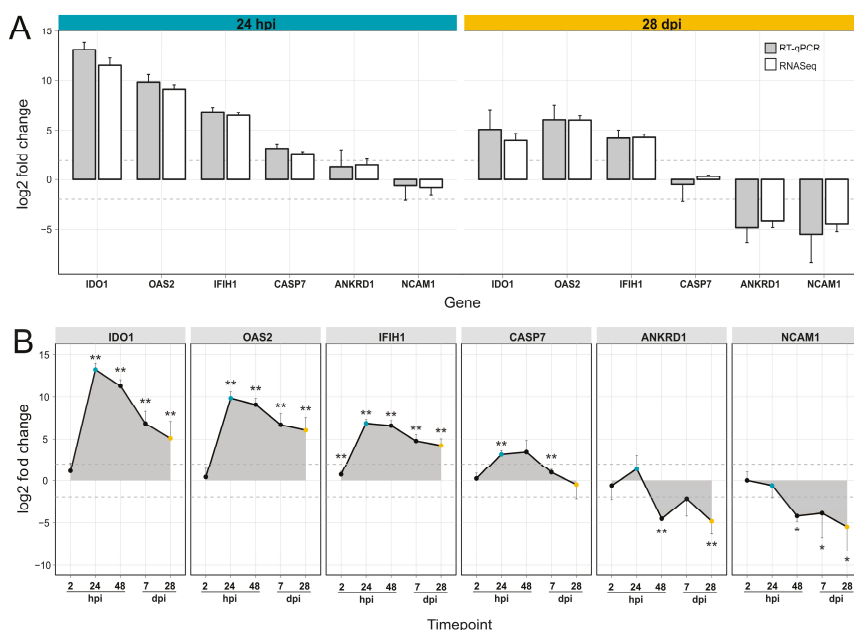 A
24 hpi
28 dpi
15
10
5
0
−5
log2 fold change
RT-qPCR
RNASeq
IDO1 OAS2 IFIH1 CASP7 ANKRD1 NCAM1
IDO1 OAS2 IFIH1 CASP7 ANKRD1 NCAM1
Gene
B
IDO1 OAS2 IFIH1 CASP7 ANKRD1 NCAM1
15
10
5
0
−5
−10
log2 fold change
** ** ** **
** ** ** **
** ** ** ** **
** **
** **
* * *
2 24 48 7 28
hpi dpi
2 24 48 7 28
hpi dpi
2 24 48 7 28
hpi dpi
2 24 48 7 28
hpi dpi
2 24 48 7 28
hpi dpi
2 24 48 7 28
hpi dpi
Timepoint